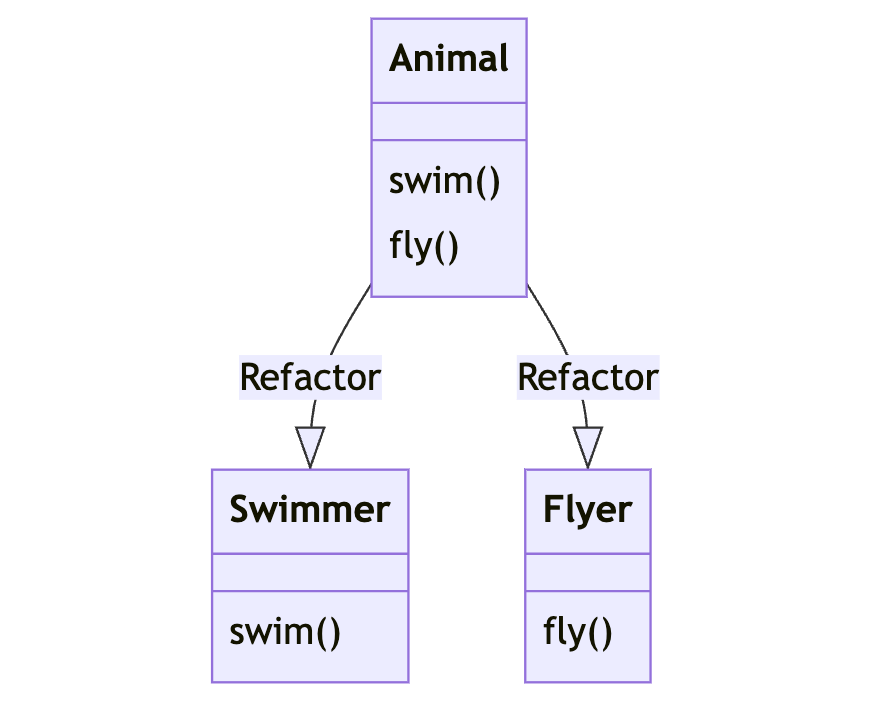 Animal
swim()
fly()
Refactor
Refactor
Swimmer
swim()
Flyer
fly()